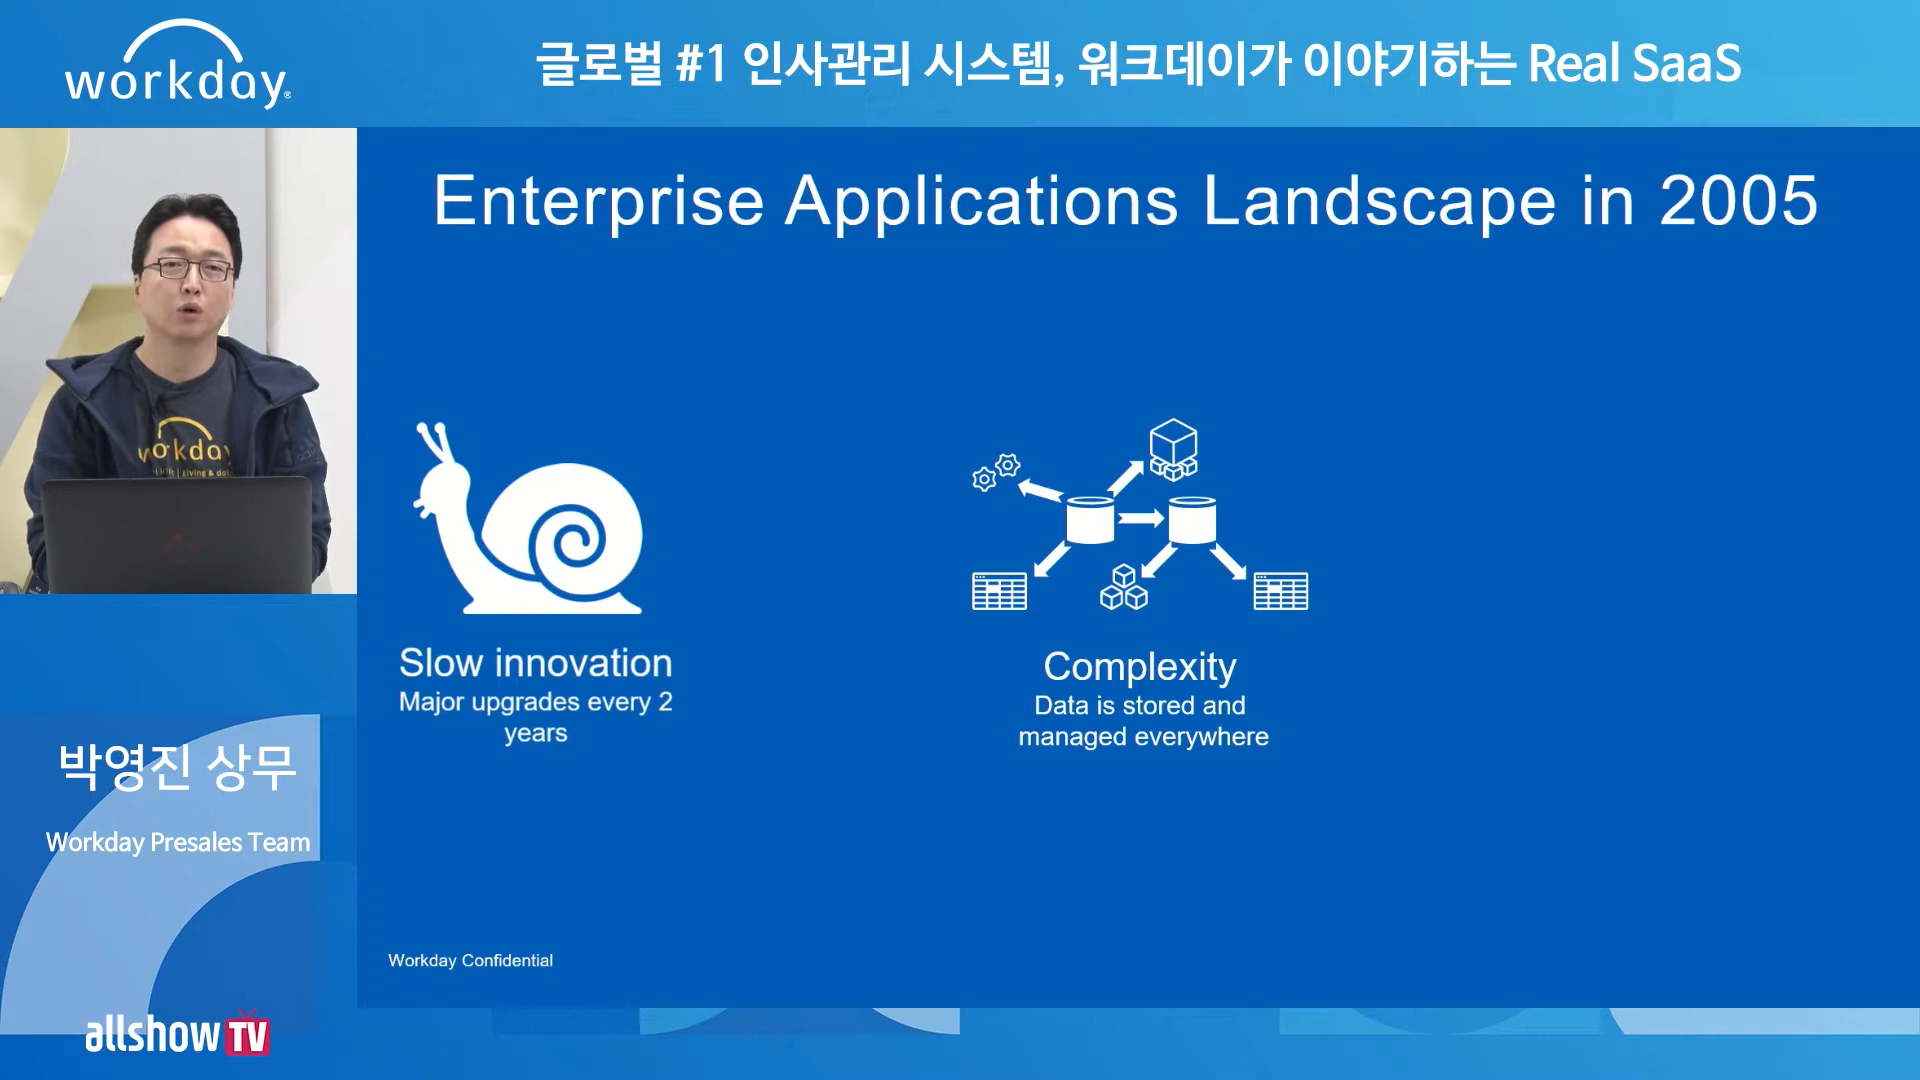 workday®
글로벌 #1 인사관리 시스템, 워크데이가 이야기하는 Real SaaS
Enterprise Applications Landscape in 2005
workday
Slow innovation
Major upgrades every 2
years
Complexity
Data is stored and
managed everywhere
박영진 상무
Workday Presales Team
Workday Confidential
allshow TV